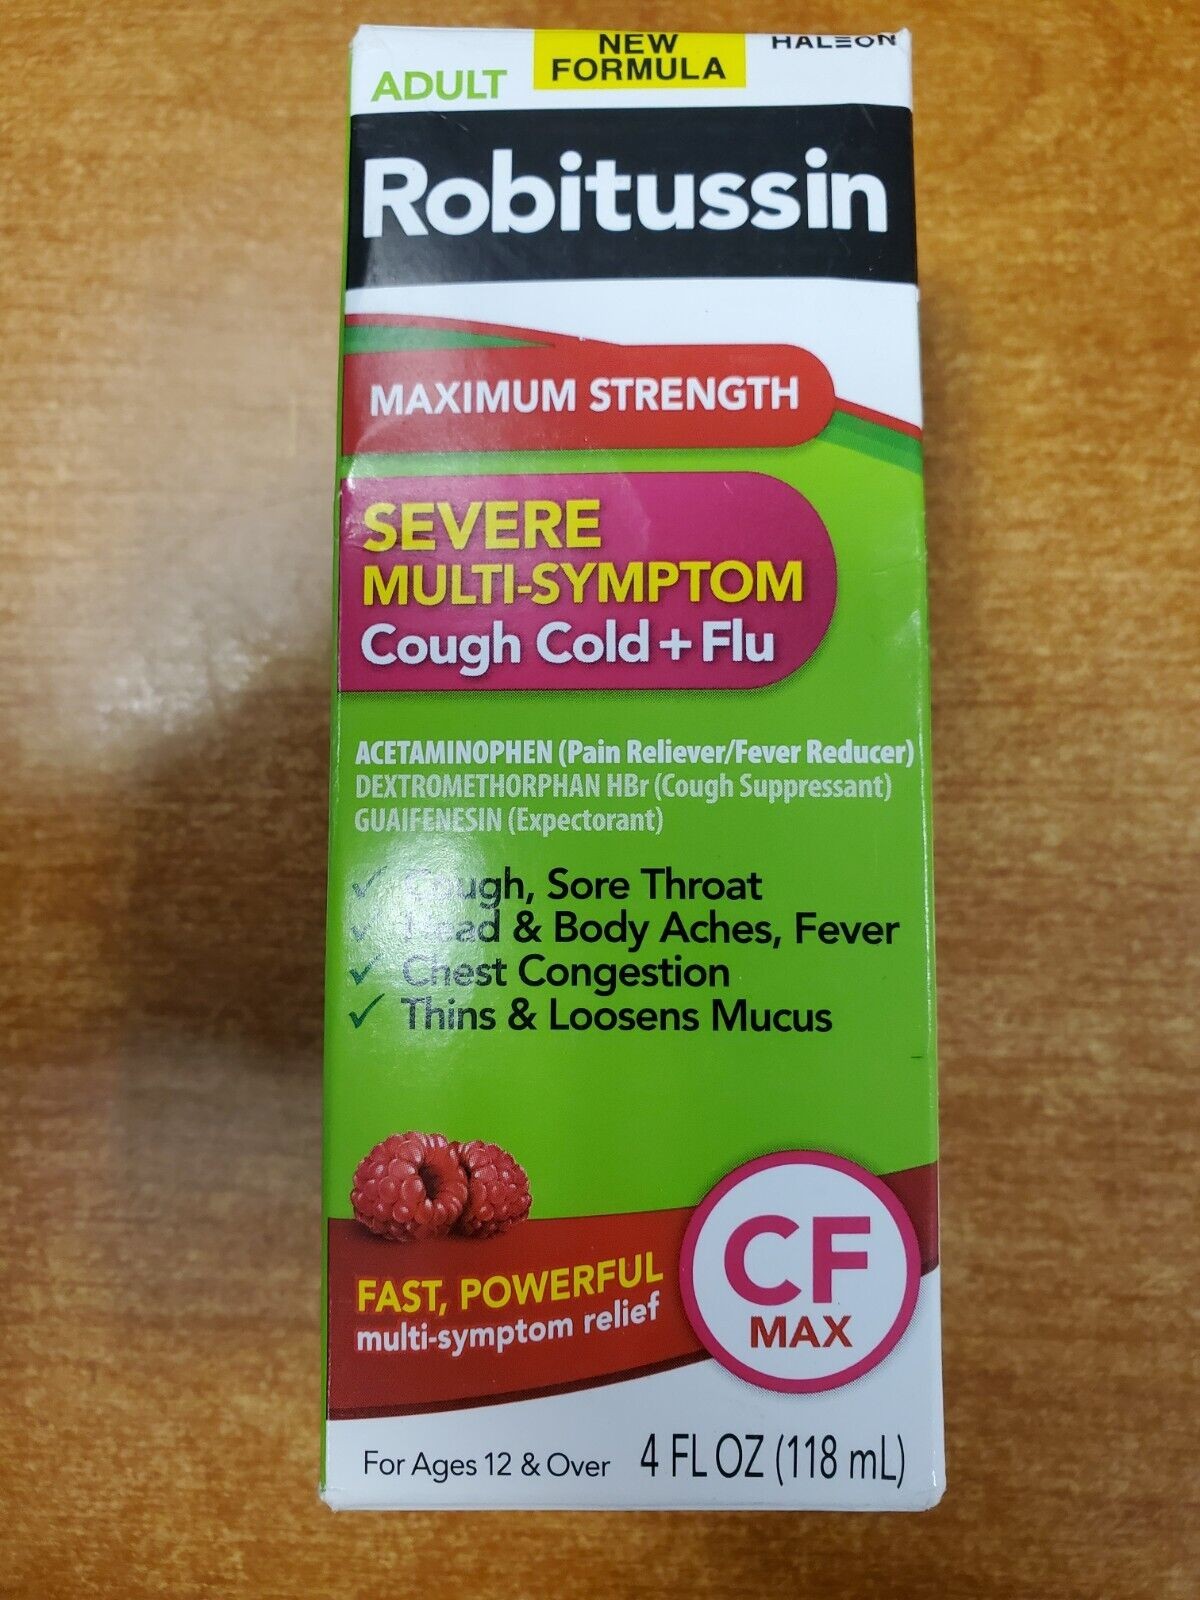 NEW
FORMULA
HALEON
ADULT
Robitussin
MAXIMUM STRENGTH
SEVERE
MULTI-SYMPTOM
Cough Cold + Flu
ACETAMINOPHEN (Pain Reliever/Fever Reducer)
DEXTROMETHORPHAN HBr (Cough Suppressant)
GUAIFENESIN (Expectorant)
✓ Cough, Sore Throat
✓ Head & Body Aches, Fever
✓ Chest Congestion
✓ Thins & Loosens Mucus
FAST, POWERFUL
multi-symptom relief
CF
MAX
For Ages 12 & Over 4 FL OZ (118 mL)